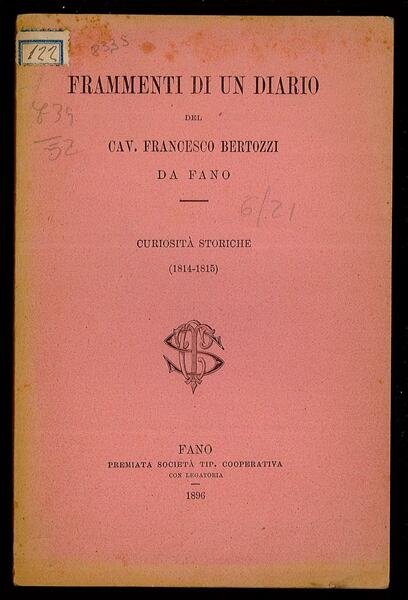 122
8335
FRAMMENTI DI UN DIARIO
DEL
CAV. FRANCESCO BERTOZZI
DA FANO
6/21
CURIOSITÀ STORICHE
(1814-1815)
FANO
PREMIATA SOCIETÀ TIP. COOPERATIVA
CON LEGATORIA
1896